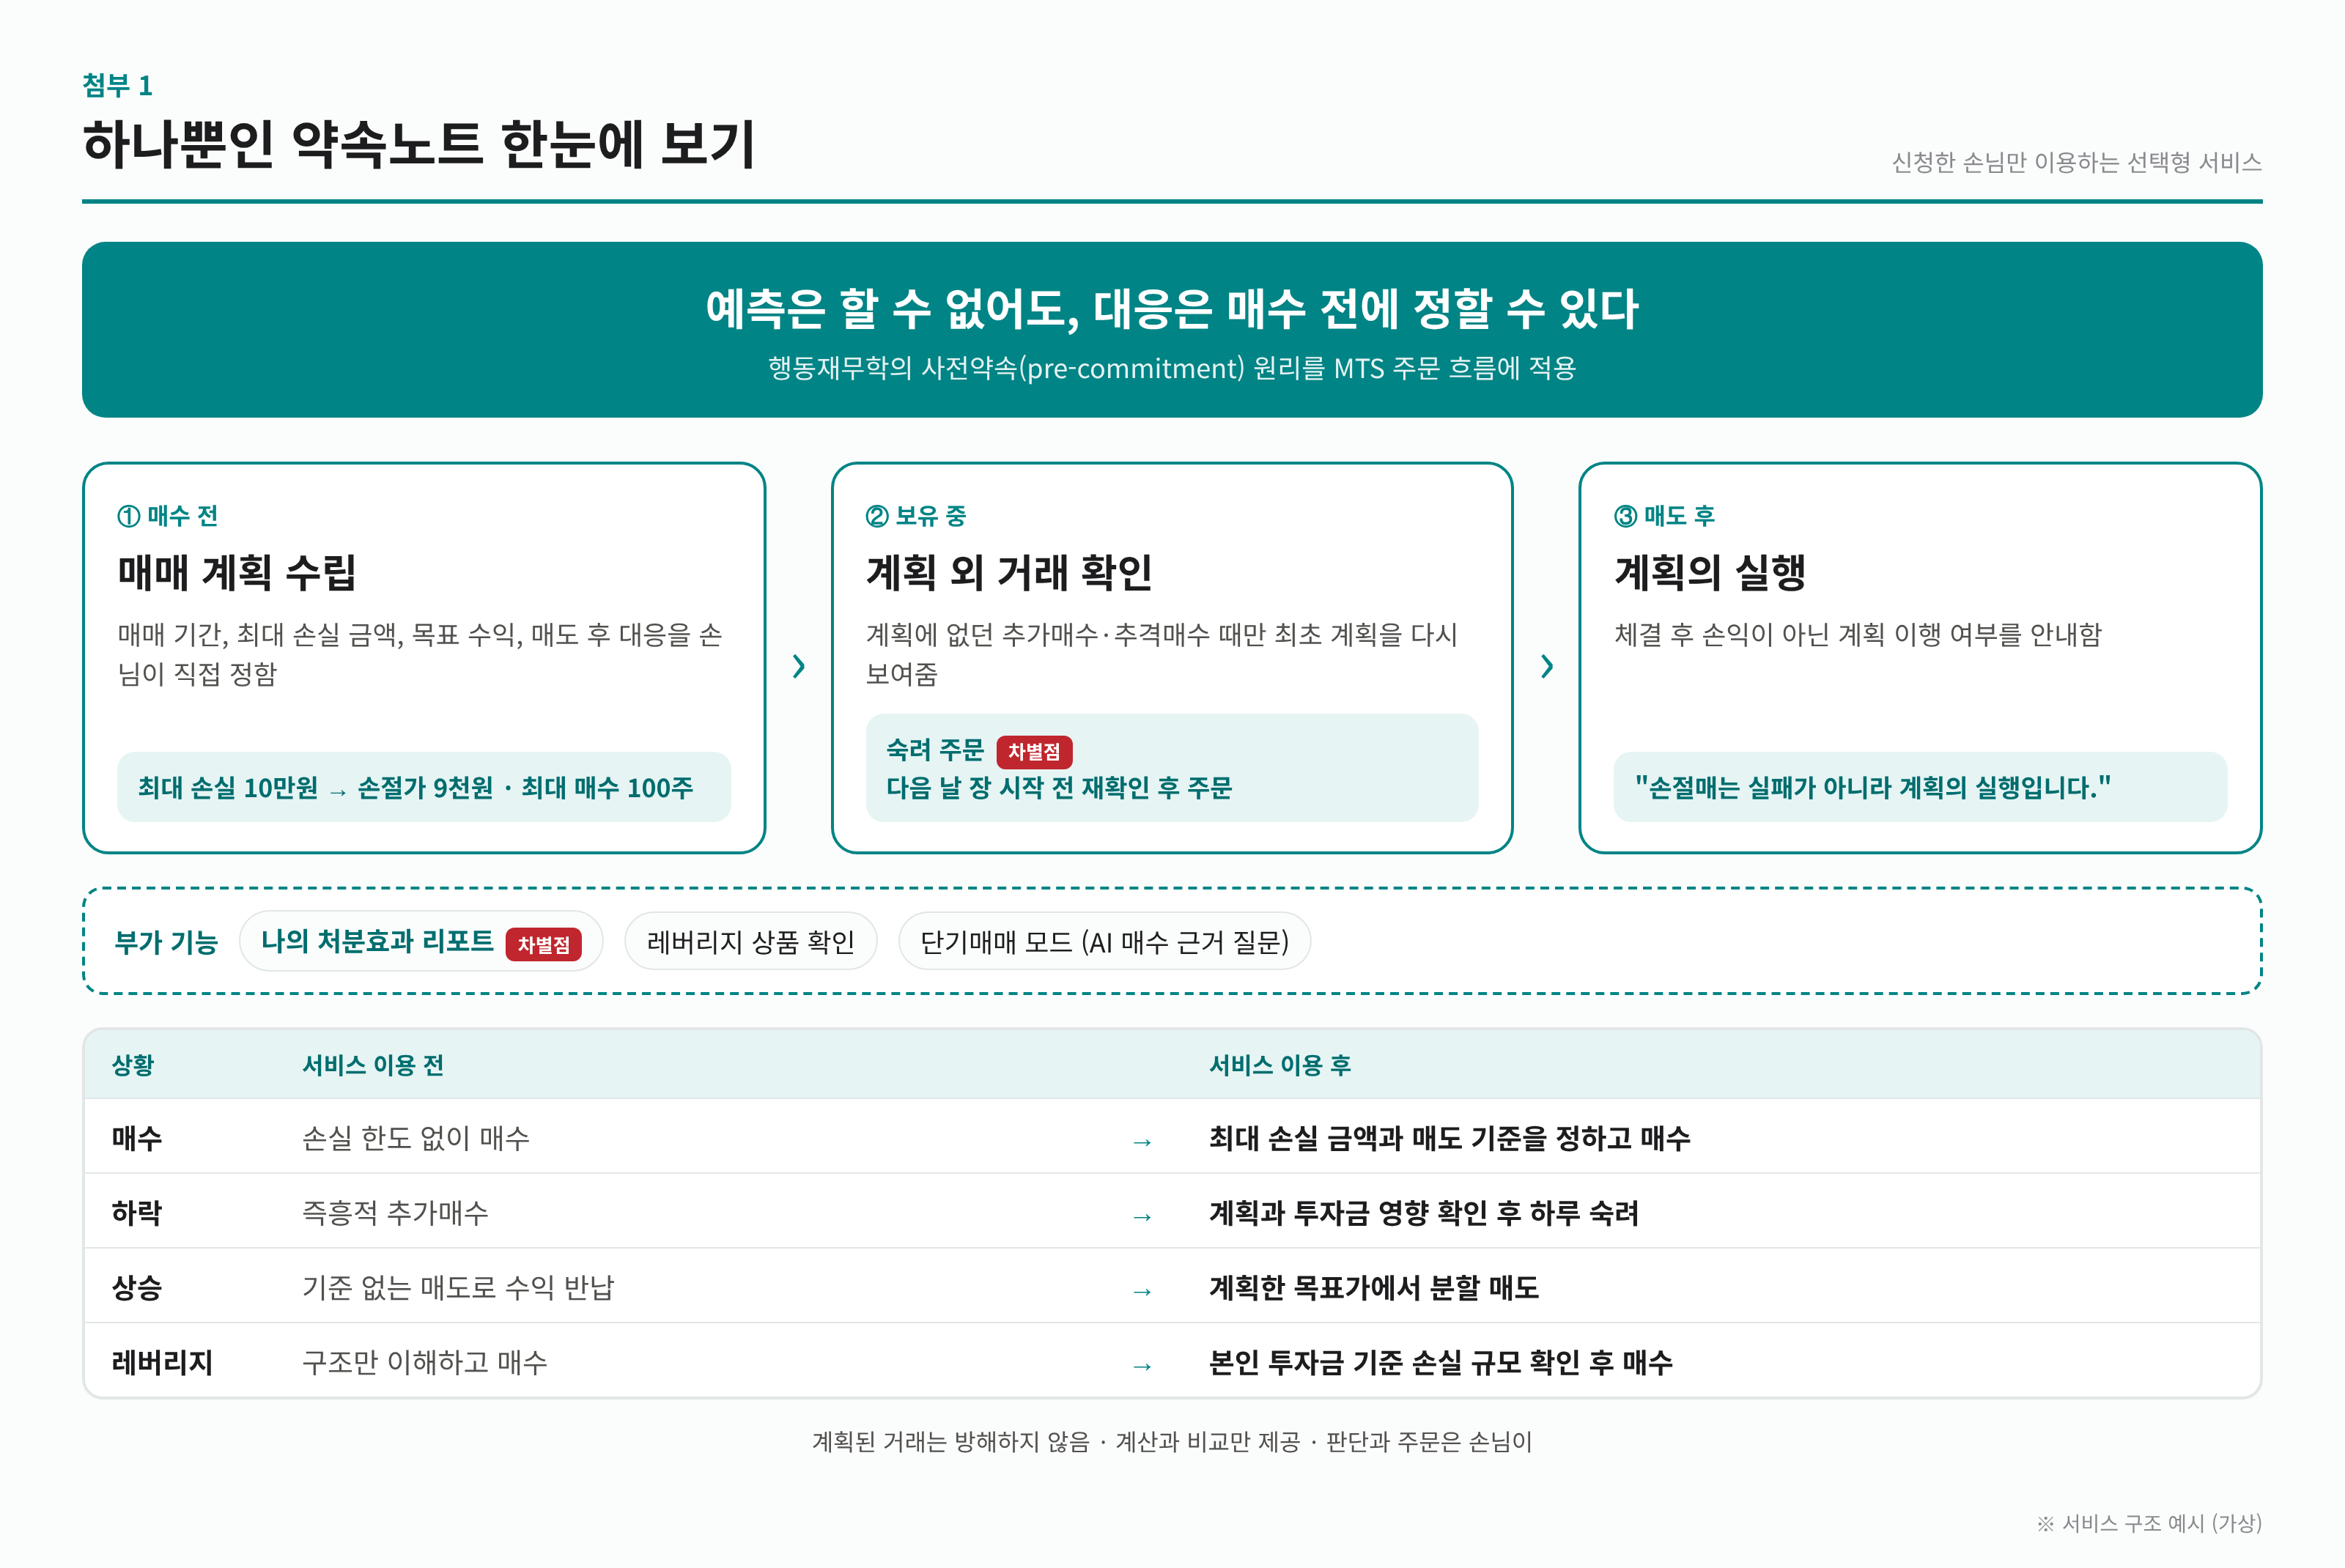 첨부 1
하나뿐인 약속노트 한눈에 보기
신청한 손님만 이용하는 선택형 서비스
예측은 할 수 없어도, 대응은 매수 전에 정할 수 있다
행동재무학의 사전약속(pre-commitment) 원리를 MTS 주문 흐름에 적용
① 매수 전
매매 계획 수립
매매 기간, 최대 손실 금액, 목표 수익, 매도 후 대응을 손
님이 직접 정함
최대 손실 10만원 → 손절가 9천원 · 최대 매수 100주
›
② 보유 중
계획 외 거래 확인
계획에 없던 추가매수·추격매수 때만 최초 계획을 다시
보여줌
숙려 주문 차별점
다음 날 장 시작 전 재확인 후 주문
›
③ 매도 후
계획의 실행
체결 후 손익이 아닌 계획 이행 여부를 안내함
"손절매는 실패가 아니라 계획의 실행입니다."
부가 기능 나의 처분효과 리포트 차별점 레버리지 상품 확인 단기매매 모드 (AI 매수 근거 질문)
상황 서비스 이용 전 서비스 이용 후
매수 손실 한도 없이 매수 → 최대 손실 금액과 매도 기준을 정하고 매수
하락 즉흥적 추가매수 → 계획과 투자금 영향 확인 후 하루 숙려
상승 기준 없는 매도로 수익 반납 → 계획한 목표가에서 분할 매도
레버리지 구조만 이해하고 매수 → 본인 투자금 기준 손실 규모 확인 후 매수
계획된 거래는 방해하지 않음 · 계산과 비교만 제공 · 판단과 주문은 손님이
※ 서비스 구조 예시 (가상)